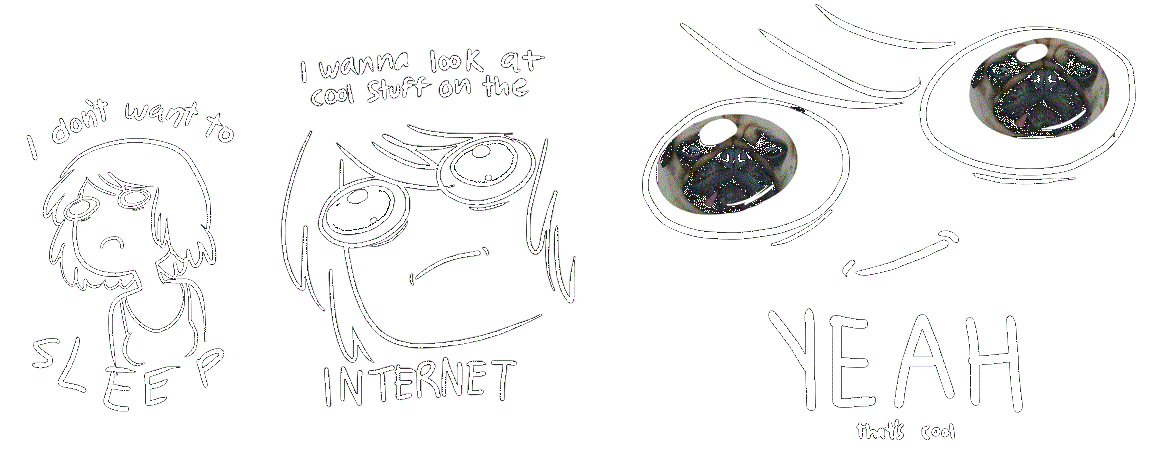 I don't want to
SLEEP
I wanna look at
cool stuff on the
INTERNET
YEAH
that's cool